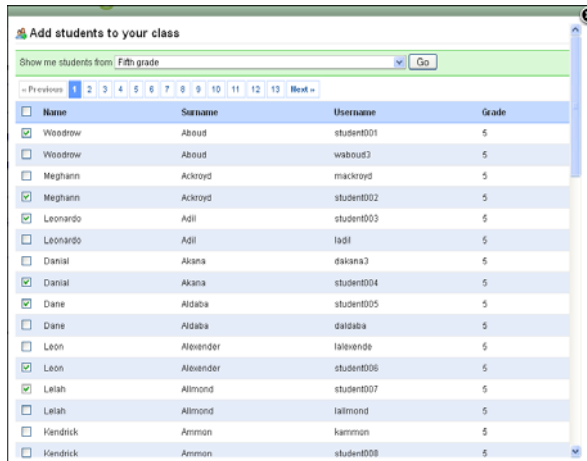 Add students to your class
Show me students from Fifth grade Go
« Previous 1 2 3 4 5 6 7 8 9 10 11 12 13 Next »
Name Surname Username Grade
Woodrow Aboud student001 5
Woodrow Aboud waboud3 5
Meghann Ackroyd mackroyd 5
Meghann Ackroyd student002 5
Leonardo Adil student003 5
Leonardo Adil ladil 5
Danial Akana dakana3 5
Danial Akana student004 5
Dane Aldaba student005 5
Dane Aldaba daldaba 5
Leon Alexender lalexende 5
Leon Alexender student006 5
Lelah Allmond student007 5
Lelah Allmond lallmond 5
Kendrick Ammon kammon 5
Kendrick Ammon student008 5